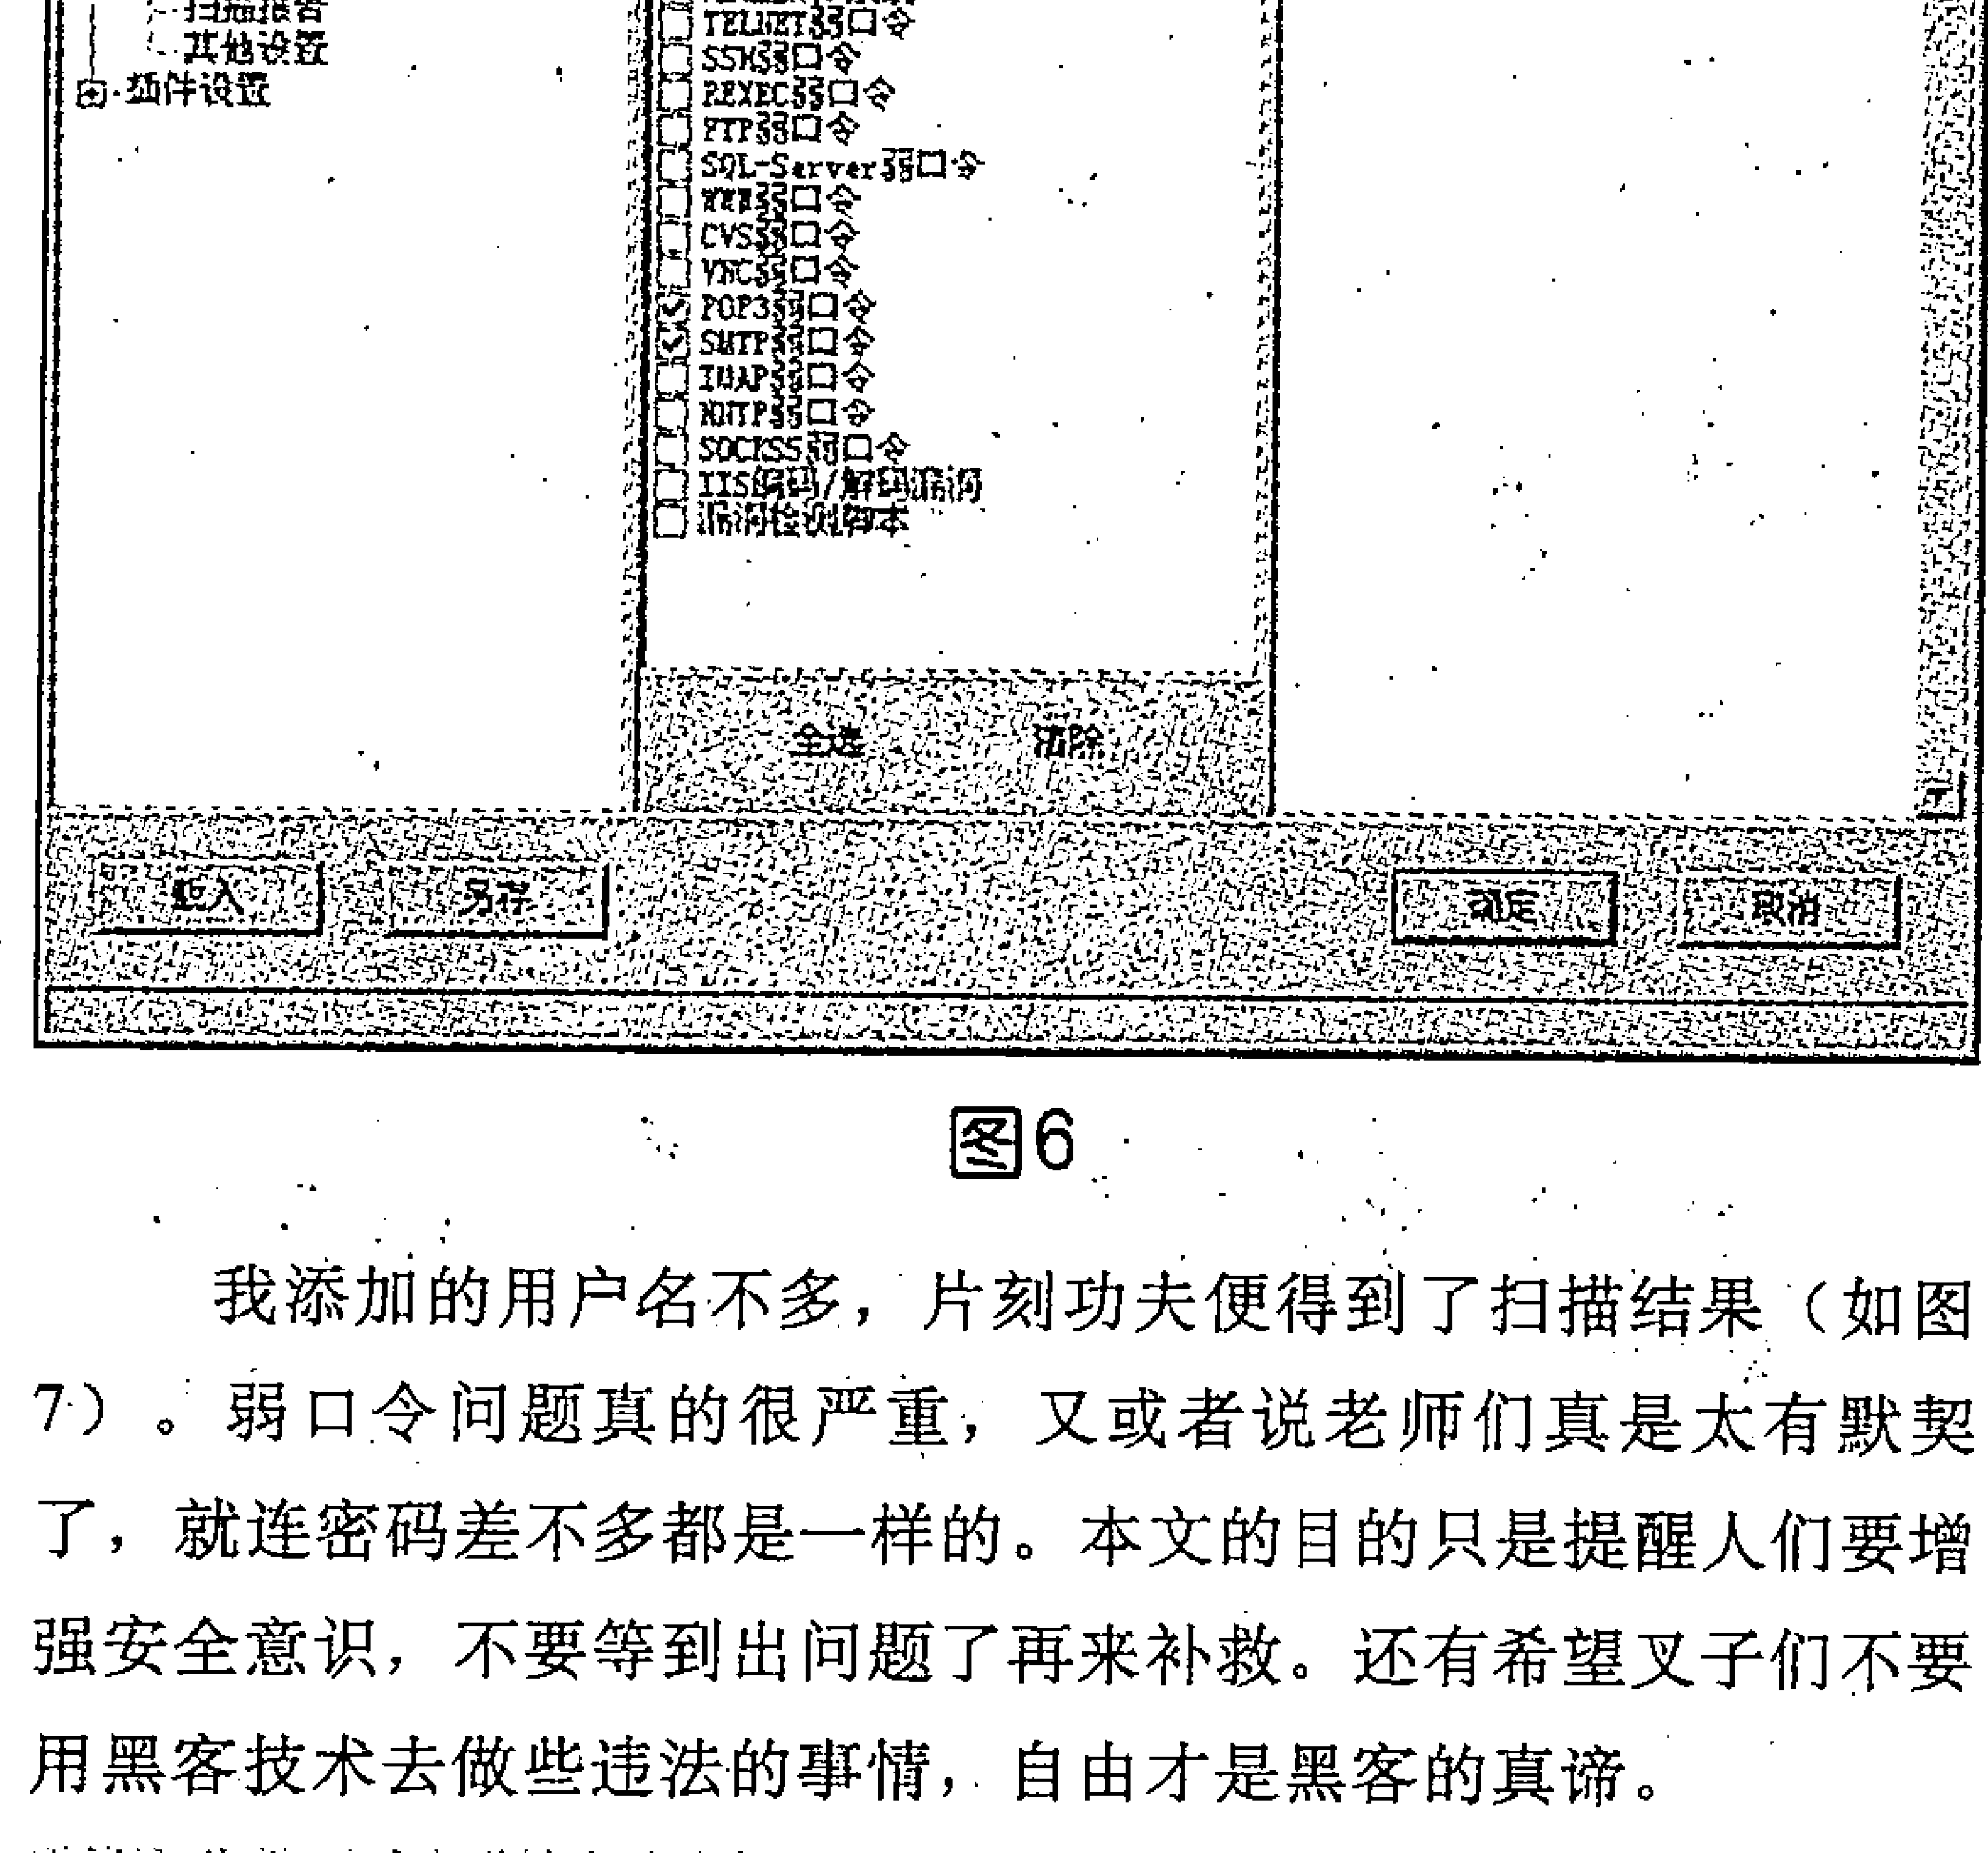 扫描报告
其他设置
插件设置
TELNET弱口令
SSH弱口令
REXEC弱口令
FTP弱口令
SQL-Server弱口令
WWW弱口令
CVS弱口令
VNC弱口令
POP3弱口令
SMTP弱口令
IMAP弱口令
NNTP弱口令
SOCKS5弱口令
IIS编码/解码漏洞
漏洞检测脚本
全选 清除
载入 另存 确定 取消
图6
我添加的用户名不多，片刻功夫便得到了扫描结果（如图
7）。弱口令问题真的很严重，又或者说老师们真是太有默契
了，就连密码差不多都是一样的。本文的目的只是提醒人们要增
强安全意识，不要等到出问题了再来补救。还有希望叉子们不要
用黑客技术去做些违法的事情，自由才是黑客的真谛。